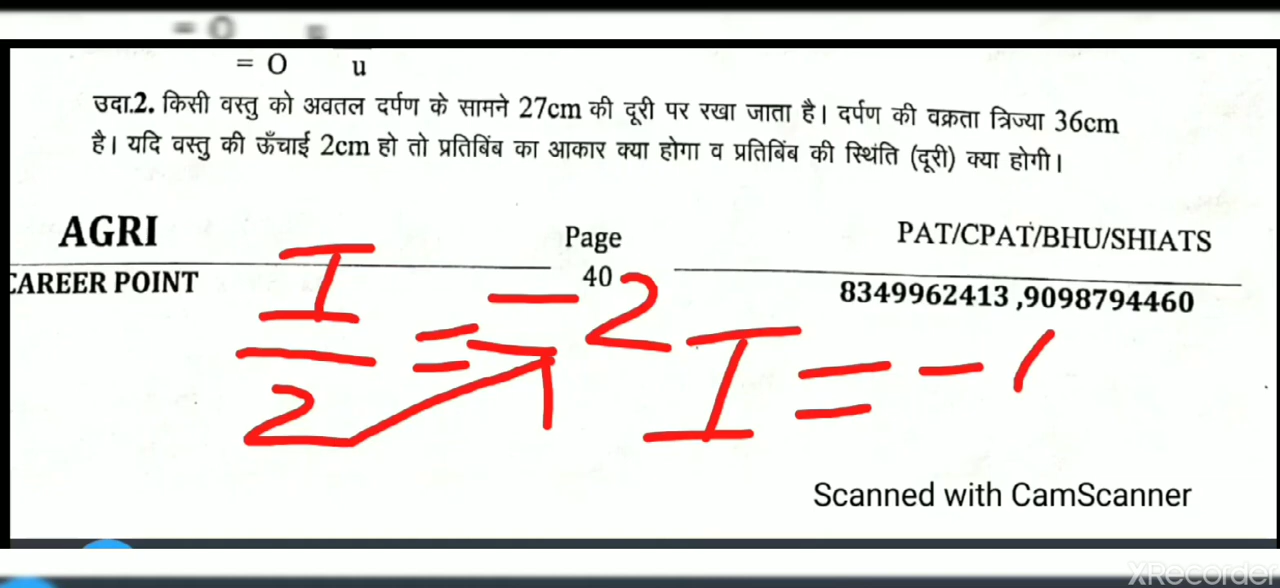 = O u
उदा.2. किसी वस्तु को अवतल दर्पण के सामने 27cm की दूरी पर रखा जाता है। दर्पण की वक्रता त्रिज्या 36cm
है। यदि वस्तु की ऊँचाई 2cm हो तो प्रतिबिंब का आकार क्या होगा व प्रतिबिंब की स्थिंति (दूरी) क्या होगी।
AGRI Page PAT/CPAT/BHU/SHIATS
CAREER POINT 40 8349962413 ,9098794460
I/2 = -2/1 I = -
Scanned with CamScanner
XRecorder